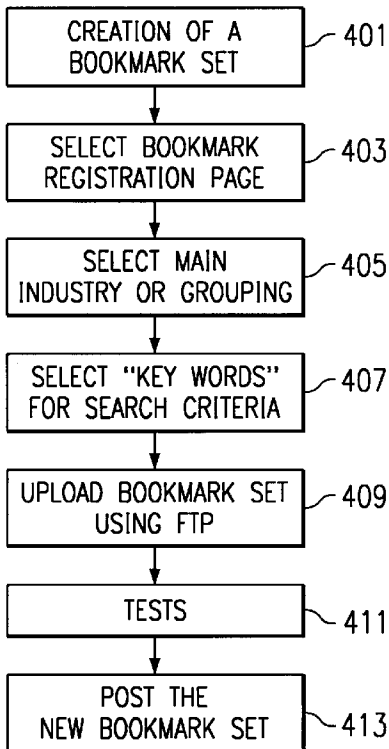 CREATION OF A
BOOKMARK SET
401
SELECT BOOKMARK
REGISTRATION PAGE
403
SELECT MAIN
INDUSTRY OR GROUPING
405
SELECT "KEY WORDS"
FOR SEARCH CRITERIA
407
UPLOAD BOOKMARK SET
USING FTP
409
TESTS
411
POST THE
NEW BOOKMARK SET
413